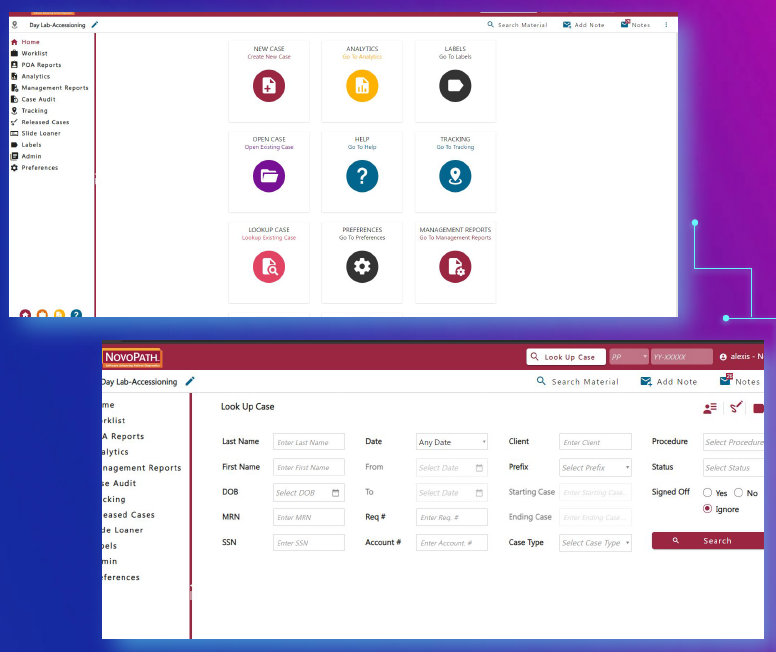 Day Lab-Accessioning
Search Material
Add Note
Notes
Home
Worklist
POA Reports
Analytics
Management Reports
Case Audit
Tracking
Released Cases
Slide Loaner
Labels
Admin
Preferences
NEW CASE
Create New Case
ANALYTICS
Go To Analytics
LABELS
Go To Labels
OPEN CASE
Open Existing Case
HELP
Go To Help
TRACKING
Go To Tracking
LOOKUP CASE
Lookup Existing Case
PREFERENCES
Go To Preferences
MANAGEMENT REPORTS
Go To Management Reports
NOVOPATH
Look Up Case
PP
YY-XXXXX
alexis - N
Day Lab-Accessioning
Search Material
Add Note
Notes
me
rklist
A Reports
alytics
nagement Reports
se Audit
cking
eased Cases
de Loaner
bels
min
eferences
Look Up Case
Last Name Enter Last Name Date Any Date Client Enter Client Procedure Select Procedure
First Name Enter First Name From Select Date Prefix Select Prefix Status Select Status
DOB Select DOB To Select Date Starting Case Enter Starting Case.. Signed Off Yes No
Ignore
MRN Enter MRN Req # Enter Req. # Ending Case Enter Ending Case ..
SSN Enter SSN Account # Enter Account. # Case Type Select Case Type Search